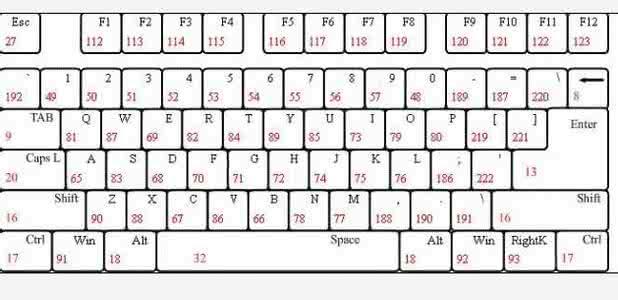 Esc F1 F2 F3 F4 F5 F6 F7 F8 F9 F10 F11 F12
27 112 113 114 115 116 117 118 119 120 121 122 123
` 1 2 3 4 5 6 7 8 9 0 - = \ ←
192 49 50 51 52 53 54 55 56 57 48 189 187 220 8
TAB Q W E R T Y U I O P [ ] Enter
9 81 87 69 82 84 89 85 73 79 80 219 221
Caps L A S D F G H J K L ; '
20 65 83 68 70 71 72 74 75 76 186 222 13
Shift Z X C V B N M , . \ Shift
16 90 88 67 86 66 78 77 188 190 191 16
Ctrl Win Alt Space Alt Win RightK Ctrl
17 91 18 32 18 92 93 17